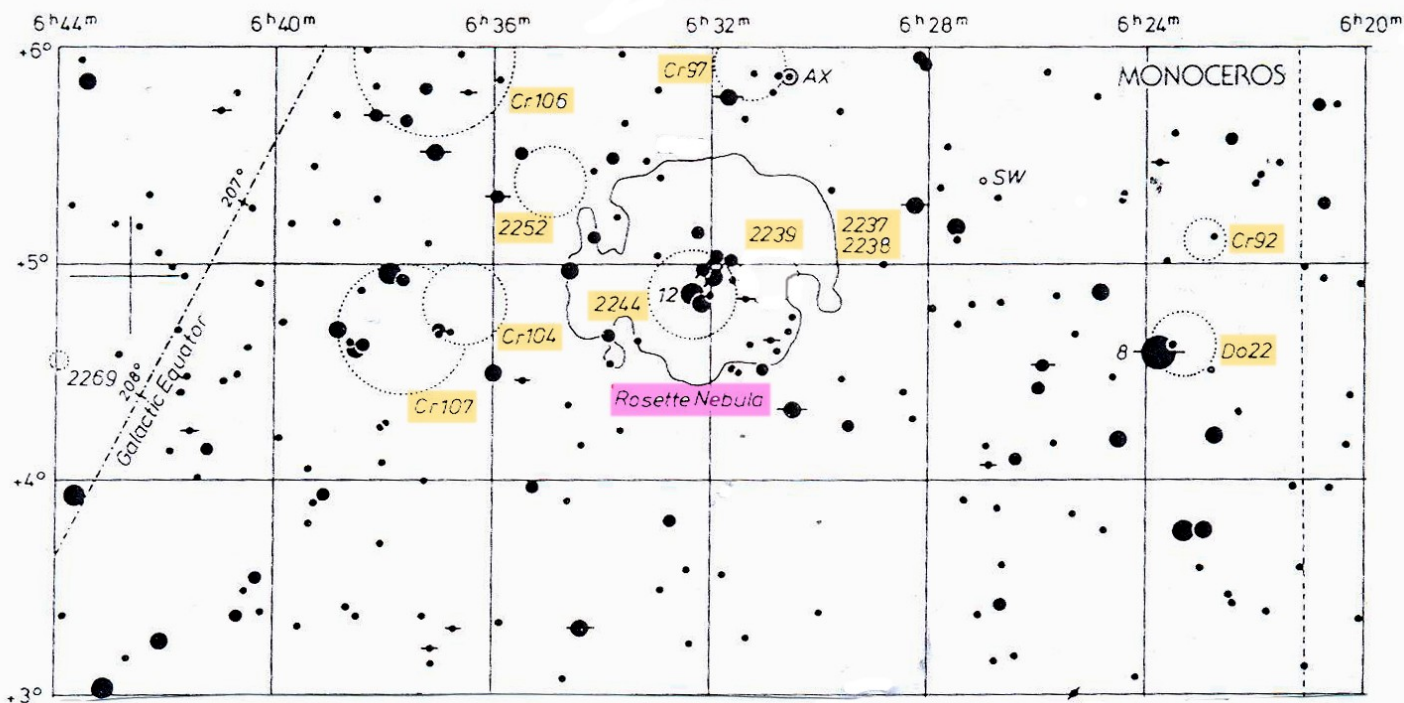 6ʰ44ᵐ 6ʰ40ᵐ 6ʰ36ᵐ 6ʰ32ᵐ 6ʰ28ᵐ 6ʰ24ᵐ 6ʰ20ᵐ
+6°
Cr97
AX
MONOCEROS
Cr106
207°
SW
2252
2239
2237
2238
Cr92
+5°
12
2244
Cr104
8
Do22
2269
208°
Galactic Equator
Cr107
Rosette Nebula
+4°
+3°